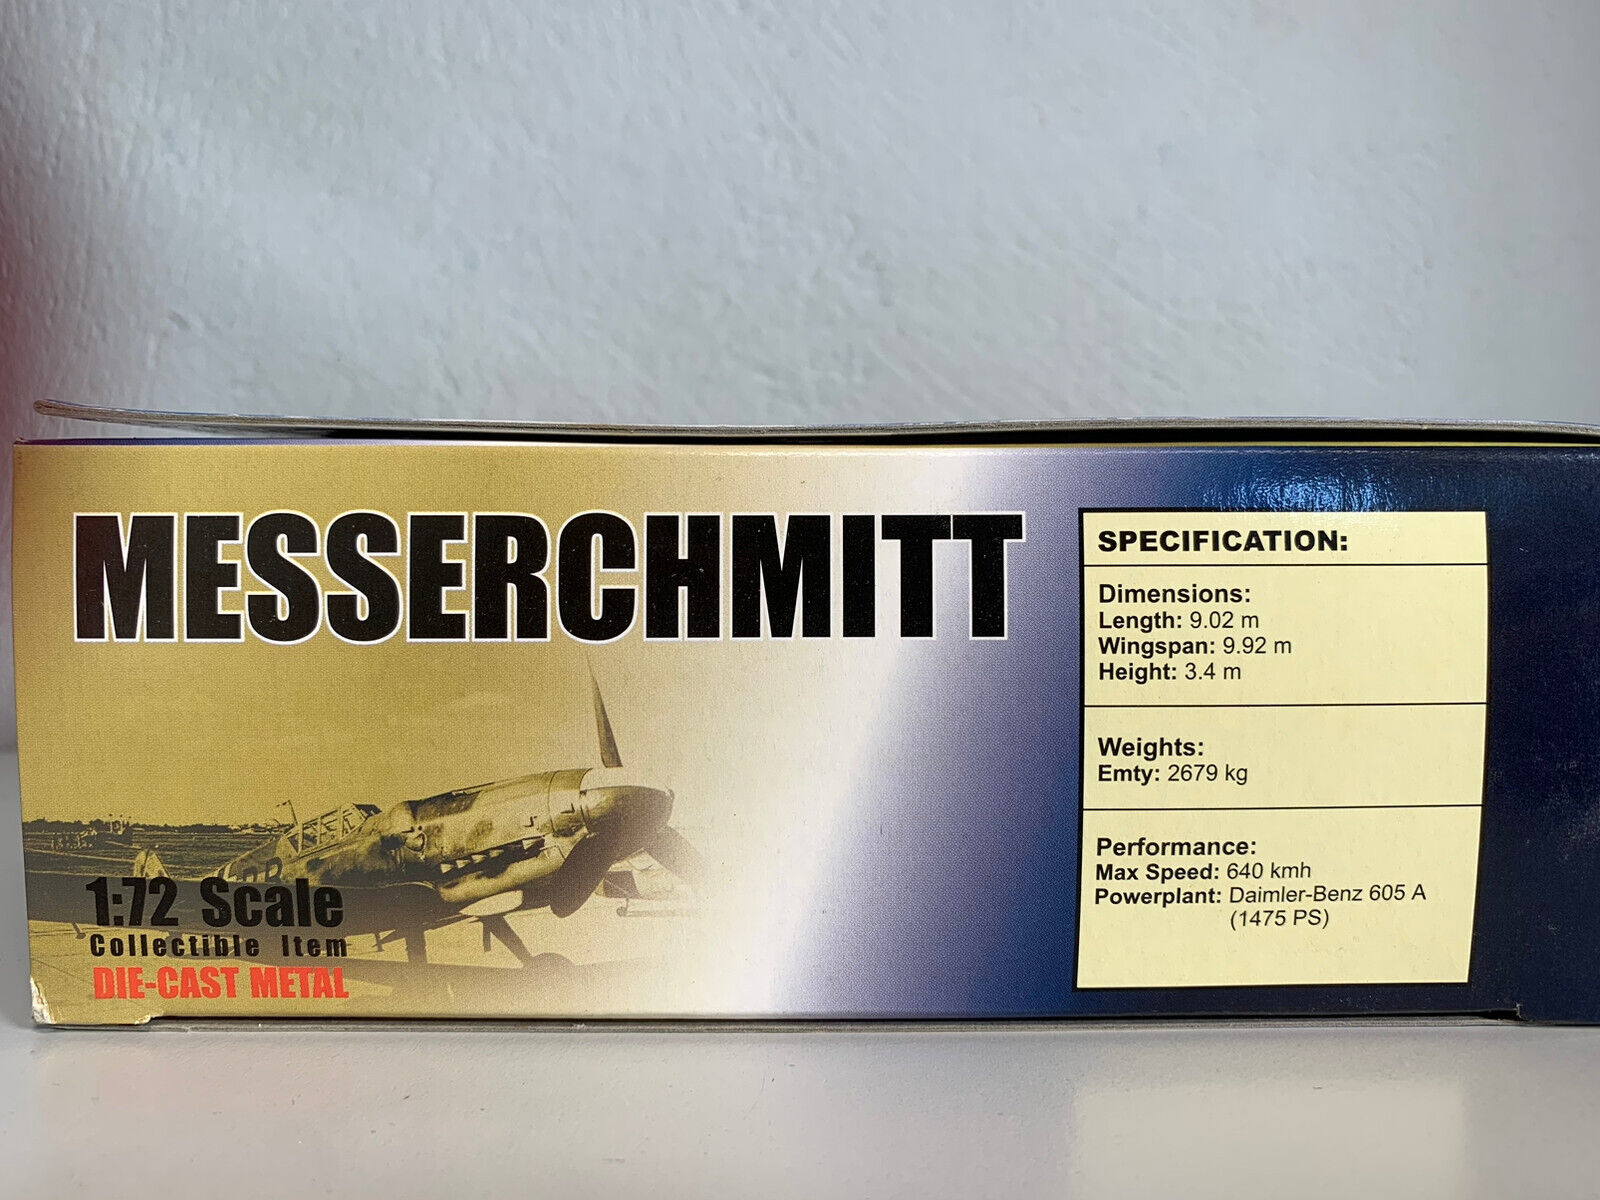 MESSERCHMITT
1:72 Scale
Collectible Item
DIE-CAST METAL
SPECIFICATION:
Dimensions:
Length: 9.02 m
Wingspan: 9.92 m
Height: 3.4 m
Weights:
Emty: 2679 kg
Performance:
Max Speed: 640 kmh
Powerplant: Daimler-Benz 605 A
(1475 PS)